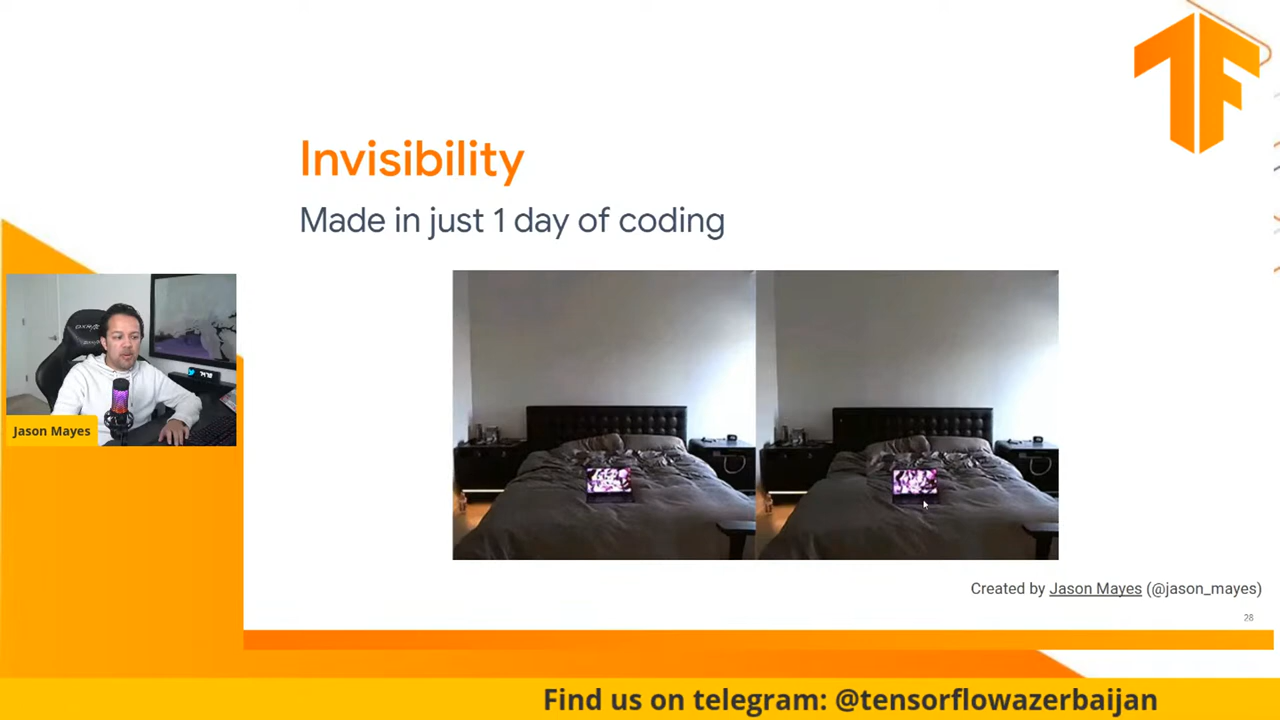 Invisibility
Made in just 1 day of coding
Jason Mayes
Created by Jason Mayes (@jason_mayes)
28
Find us on telegram: @tensorflowazerbaijan